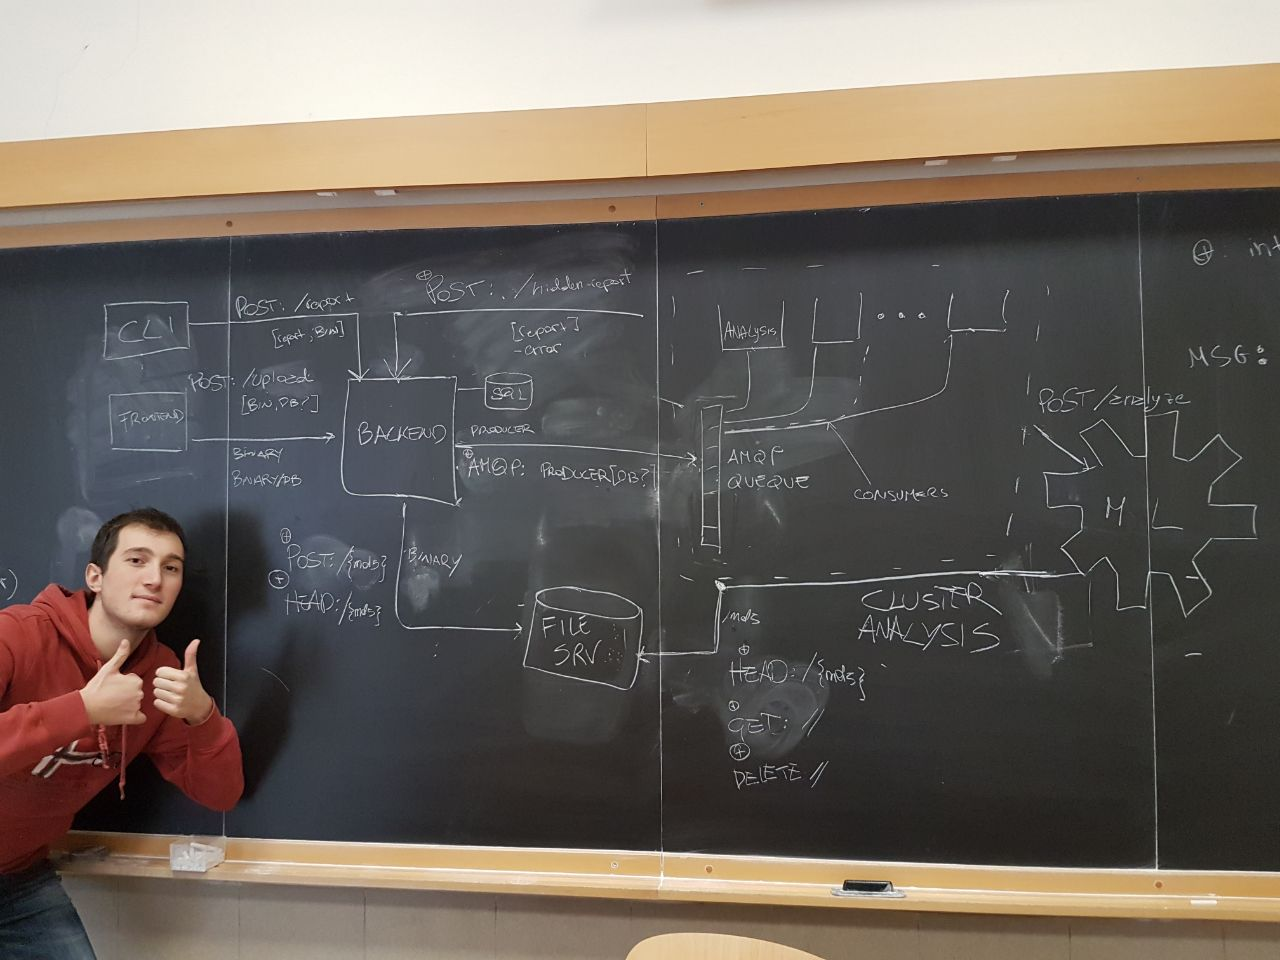 CLI
POST: /report
[report, BIN]
⊕ POST: /hidden-report
[report]
-error
FRONTEND
POST: /upload
[BIN, DB?]
BINARY
BINARY/DB
BACKEND
SQL
PRODUCER
⊕ AMQP: PRODUCER[DB?]
ANALYSIS
...
AMQP
QUEQUE
CONSUMERS
⊕: int
MSG:
POST/analyze
ML
⊕ POST: /{md5}
⊕ HEAD: /{md5}
BINARY
FILE
SRV
CLUSTER
ANALYSIS
/md5
⊕ HEAD: /{md5}
⊕ GET: //
⊕ DELETE //